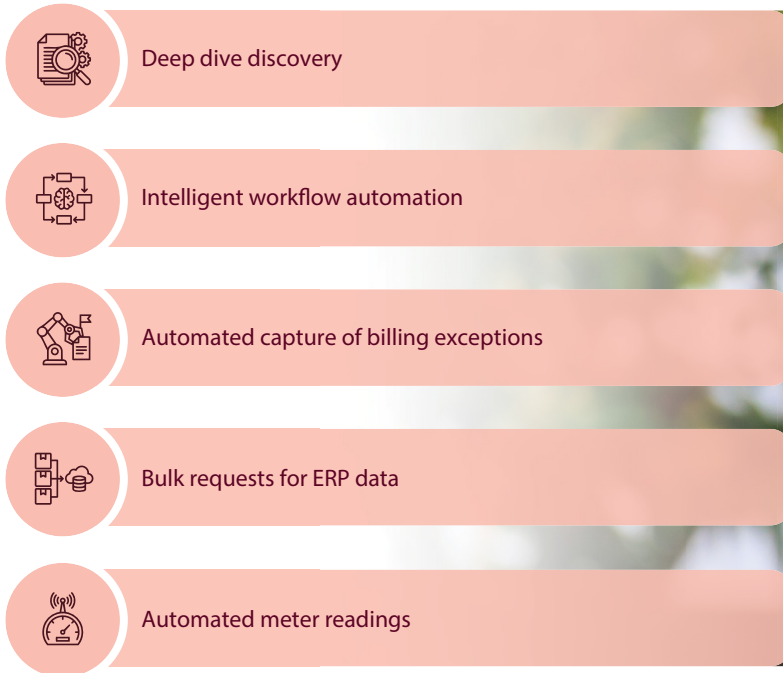 Deep dive discovery
Intelligent workflow automation
Automated capture of billing exceptions
Bulk requests for ERP data
Automated meter readings